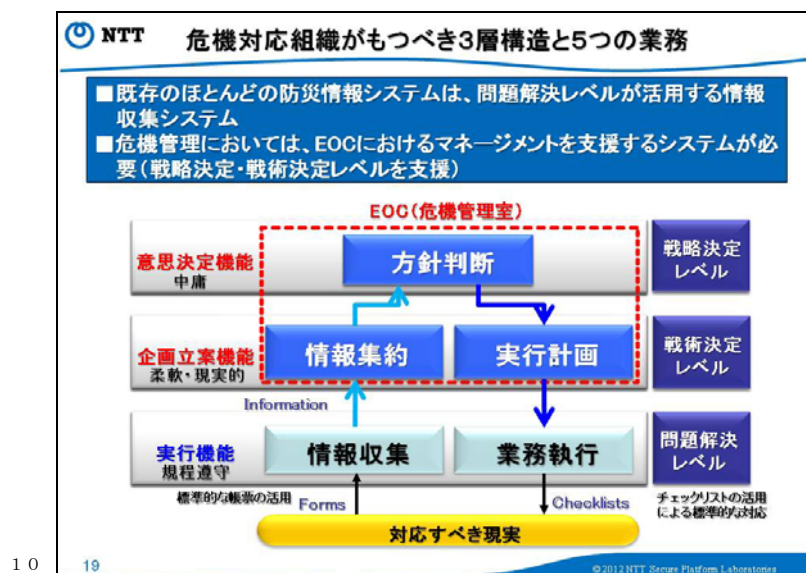 NTT
危機対応組織がもつべき3層構造と5つの業務
■既存のほとんどの防災情報システムは、問題解決レベルが活用する情報
収集システム
■危機管理においては、EOCにおけるマネージメントを支援するシステムが必
要(戦略決定・戦術決定レベルを支援)
EOC(危機管理室)
意思決定機能
中庸
方針判断
戦略決定
レベル
企画立案機能
柔軟・現実的
情報集約
実行計画
戦術決定
レベル
Information
実行機能
規程遵守
情報収集
業務執行
問題解決
レベル
標準的な帳票の活用
Forms
Checklists
チェックリストの活用
による標準的な対応
対応すべき現実
10
19
©2012 NTT Secure Platform Laboratories